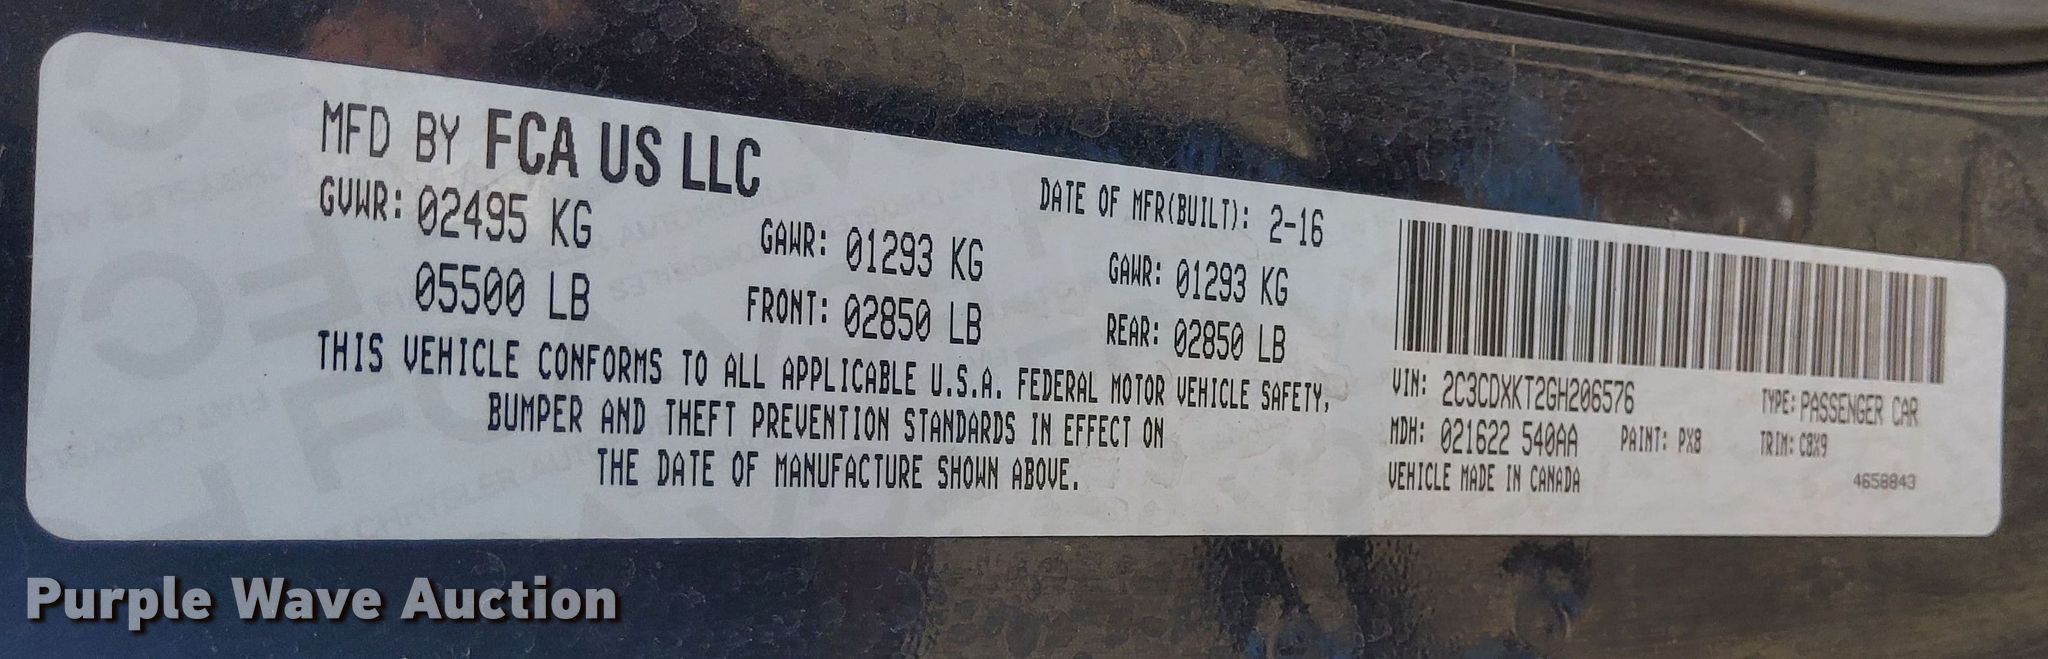 MFD BY FCA US LLC
DATE OF MFR(BUILT): 2-16
GVWR: 02495 KG
05500 LB
GAWR: 01293 KG
FRONT: 02850 LB
GAWR: 01293 KG
REAR: 02850 LB
THIS VEHICLE CONFORMS TO ALL APPLICABLE U.S.A. FEDERAL MOTOR VEHICLE SAFETY,
BUMPER AND THEFT PREVENTION STANDARDS IN EFFECT ON
THE DATE OF MANUFACTURE SHOWN ABOVE.
VIN: 2C3CDXKT2GH206576 TYPE: PASSENGER CAR
MDH: 021622 540AA PAINT: PX8 TRIM: C8X9
VEHICLE MADE IN CANADA 4658843
Purple Wave Auction